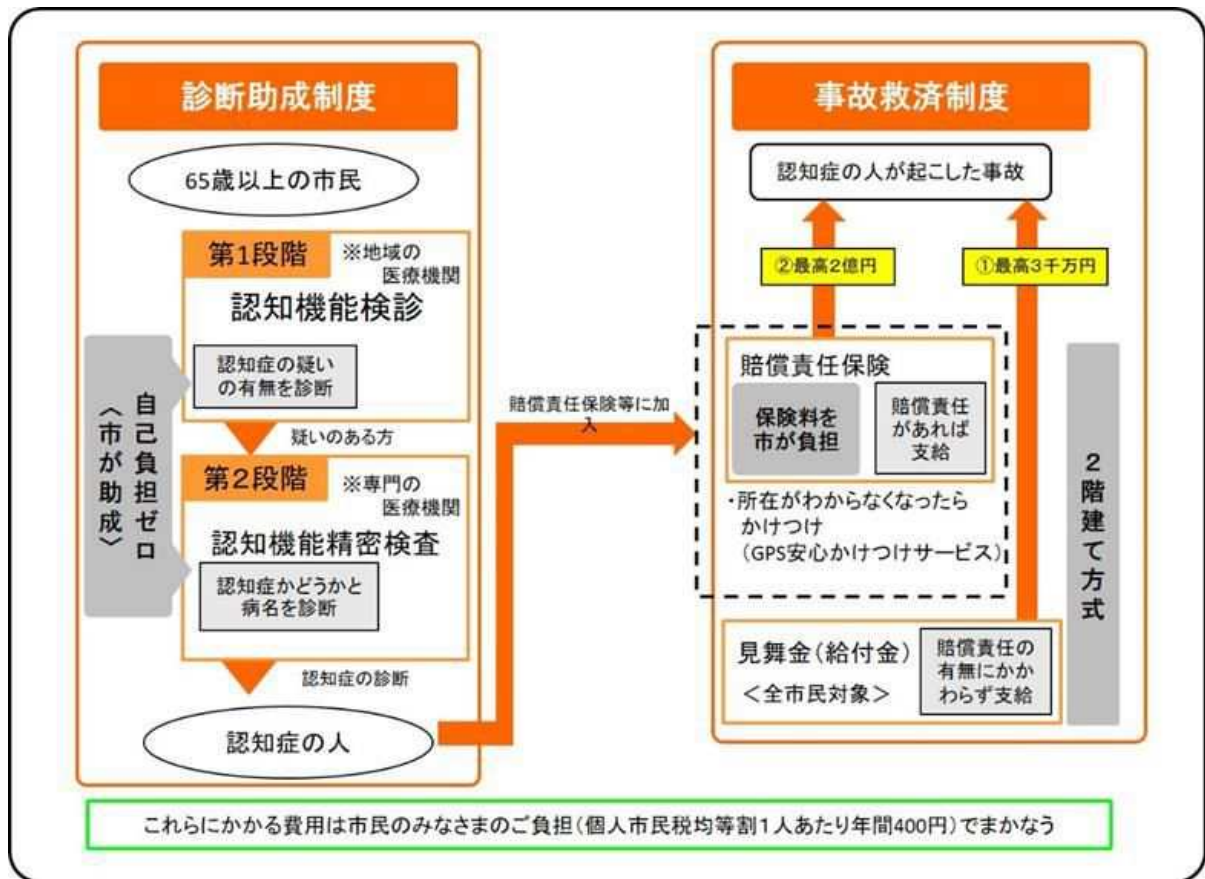 診断助成制度
65歳以上の市民
第1段階
※地域の
医療機関
認知機能検診
認知症の疑い
の有無を診断
疑いのある方
第2段階
※専門の
医療機関
認知機能精密検査
認知症かどうかと
病名を診断
自己負担ゼロ
〈市が助成〉
認知症の診断
認知症の人
賠償責任保険等に加
入
事故救済制度
認知症の人が起こした事故
②最高2億円
①最高3千万円
賠償責任保険
保険料を
市が負担
賠償責任
があれば
支給
・所在がわからなくなったら
かけつけ
（GPS安心かけつけサービス）
見舞金（給付金）
＜全市民対象＞
賠償責任の
有無にかか
わらず支給
2階建て方式
これらにかかる費用は市民のみなさまのご負担（個人市民税均等割1人あたり年間400円）でまかなう